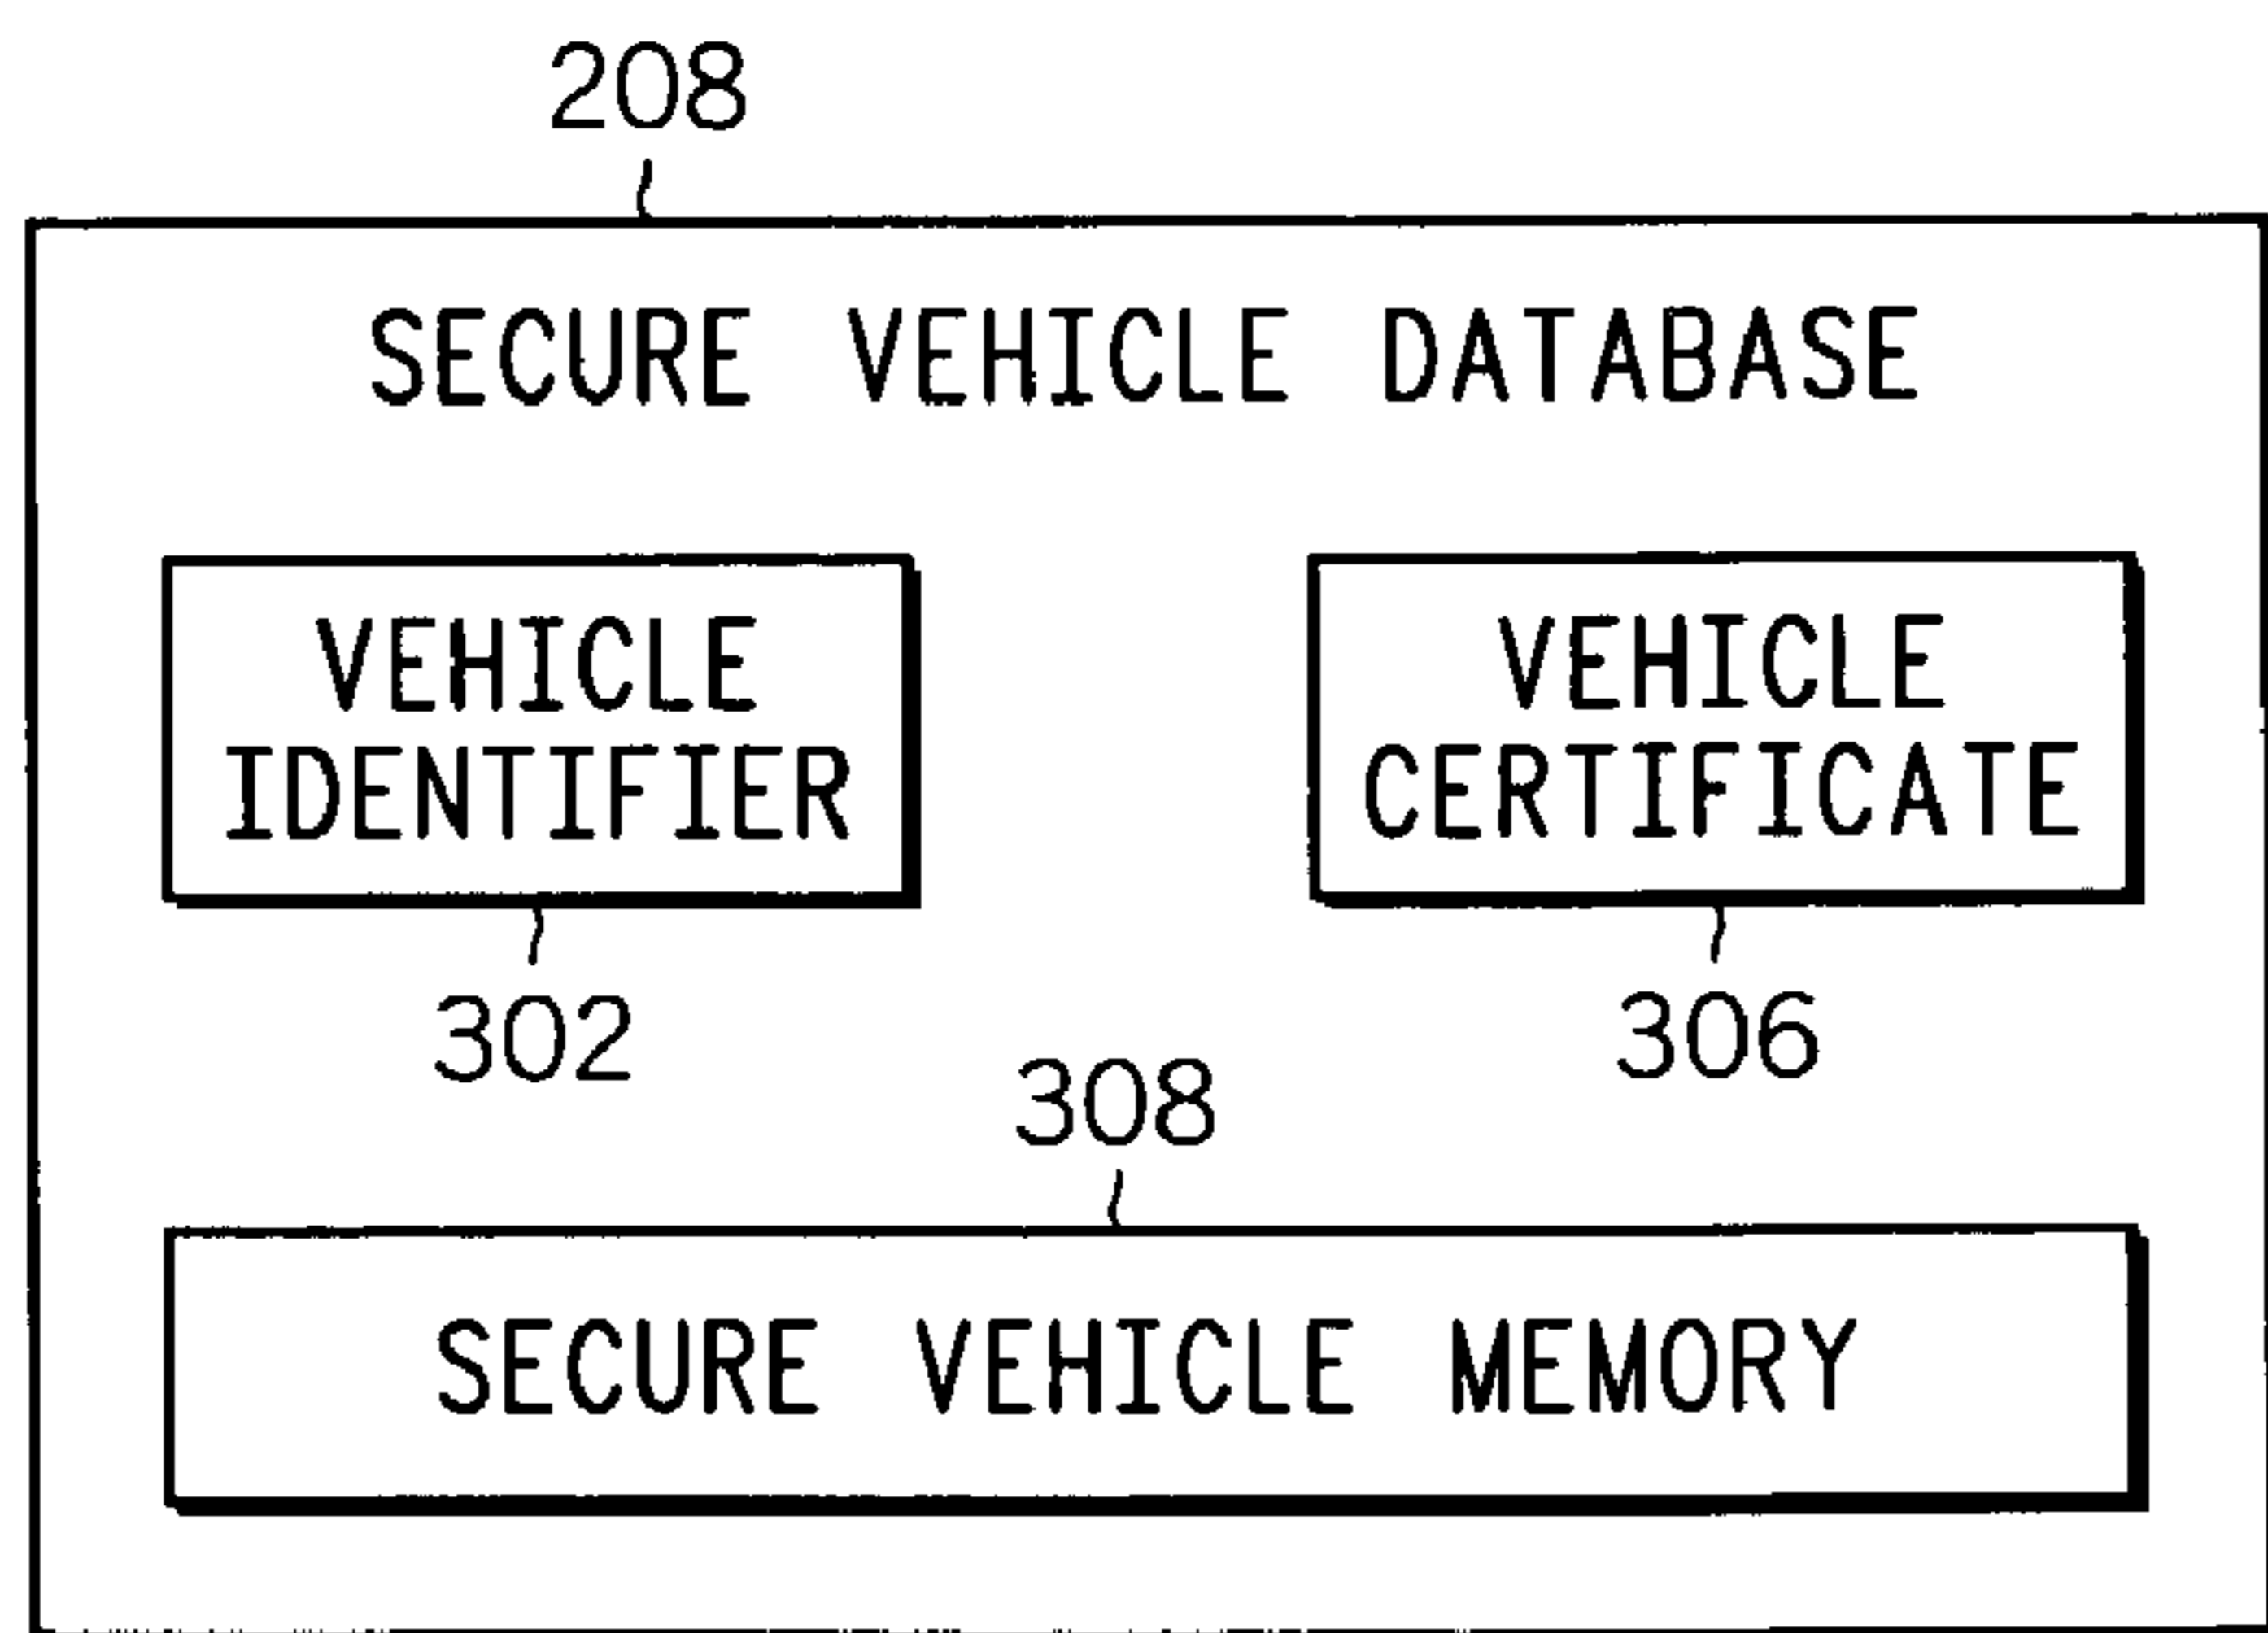 208
SECURE VEHICLE DATABASE
VEHICLE
IDENTIFIER
302
VEHICLE
CERTIFICATE
306
308
SECURE VEHICLE MEMORY